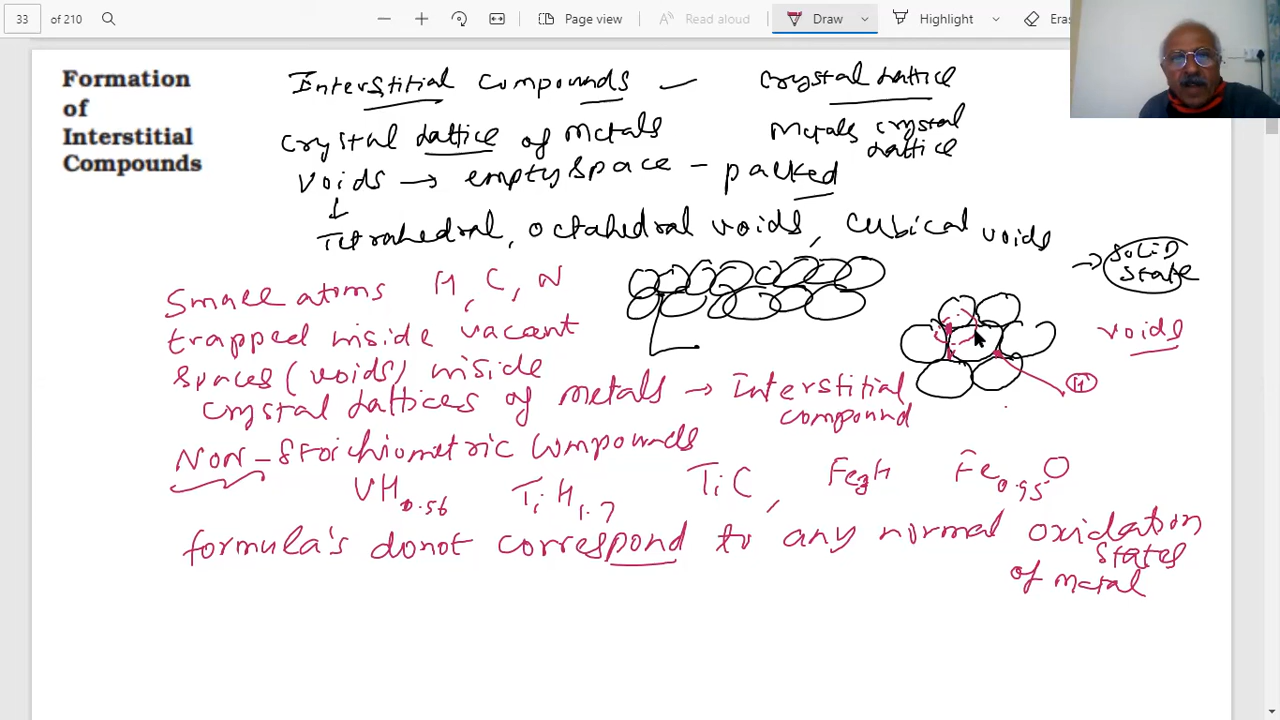 33 of 210 Page view Read aloud Draw Highlight
Formation
of
Interstitial
Compounds
Interstitial Compounds – Crystal lattice
Crystal lattice of Metals
Metals crystal
lattice
Voids → empty space – packed
↓
Tetrahedral, octahedral voids, Cubical voids
→ Solid
state
Small atoms H, C, N
trapped inside vacant
spaces (voids) inside
crystal lattices of metals → Interstitial
compound
voids
H
Non-Stoichiometric Compounds
VH0.56 TiH1.7 TiC, Fe3H Fe0.95O
formula's donot correspond to any normal oxidation
states
of metal